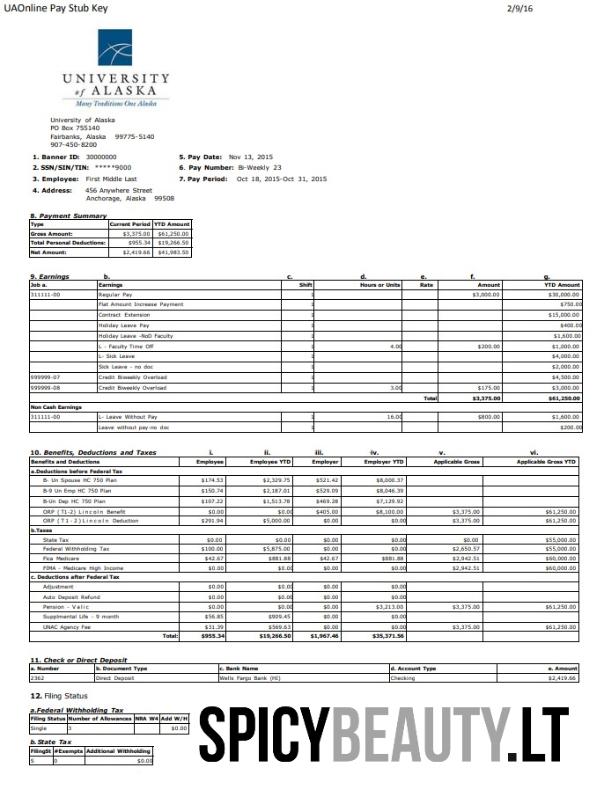 UAOnline Pay Stub Key 2/9/16
UNIVERSITY
of ALASKA
Many Traditions One Alaska
University of Alaska
PO Box 755140
Fairbanks, Alaska 99775-5140
907-450-8200
1. Banner ID: 30000000 5. Pay Date: Nov 13, 2015
2. SSN/SIN/TIN: *****9000 6. Pay Number: Bi-Weekly 23
3. Employee: First Middle Last 7. Pay Period: Oct 18, 2015-Oct 31, 2015
4. Address: 456 Anywhere Street
Anchorage, Alaska 99508
8. Payment Summary
Type Current Period YTD Amount
Gross Amount: $3,375.00 $61,250.00
Total Personal Deductions: $955.34 $19,266.50
Net Amount: $2,419.66 $41,983.50
9. Earnings b. c. d. e. f. g.
Job a. Earnings Shift Hours or Units Rate Amount YTD Amount
311111-00 Regular Pay $3,000.00 $30,000.00
Flat Amount Increase Payment $750.00
Contract Extension $15,000.00
Holiday Leave Pay $400.00
Holiday Leave -NoD Faculty $1,600.00
L - Faculty Time Off 4.00 $200.00 $1,000.00
L- Sick Leave $4,000.00
Sick Leave - no doc $2,000.00
999999-07 Credit Biweekly Overload $4,500.00
999999-08 Credit Biweekly Overload 3.00 $175.00 $3,000.00
Total $3,375.00 $61,250.00
Non Cash Earnings
311111-00 L- Leave Without Pay 16.00 $800.00 $1,600.00
Leave without pay-no doc $200.00
10. Benefits, Deductions and Taxes i. ii. iii. iv. v. vi.
Benefits and Deductions Employee Employee YTD Employer Employer YTD Applicable Gross Applicable Gross YTD
a.Deductions before Federal Tax
B- Un Spouse HC 750 Plan $174.53 $2,329.75 $521.42 $8,000.37
B-9 Un Emp HC 750 Plan $150.74 $2,187.01 $529.09 $8,046.39
B-Un Dep HC 750 Plan $107.22 $1,513.78 $469.28 $7,129.92
ORP (T1-2) Lincoln Benefit $0.00 $0.00 $405.00 $8,100.00 $3,375.00 $61,250.00
ORP (T1-2) Lincoln Deduction $291.94 $5,000.00 $0.00 $0.00 $3,375.00 $61,250.00
b.Taxes
State Tax $0.00 $0.00 $0.00 $0.00 $0.00 $55,000.00
Federal Withholding Tax $100.00 $5,875.00 $0.00 $0.00 $2,650.57 $55,000.00
Fica Medicare $42.67 $881.88 $42.67 $881.88 $2,942.51 $60,000.00
FIMA - Medicare High Income $0.00 $0.00 $0.00 $0.00 $2,942.51 $60,000.00
c. Deductions after Federal Tax
Adjustment $0.00 $0.00 $0.00 $0.00
Auto Deposit Refund $0.00 $0.00 $0.00 $0.00
Pension - Valic $0.00 $0.00 $0.00 $3,213.00 $3,375.00 $61,250.00
Supplmental Life - 9 month $56.85 $909.45 $0.00 $0.00
UNAC Agency Fee $31.39 $569.63 $0.00 $0.00 $3,375.00 $61,250.00
Total: $955.34 $19,266.50 $1,967.46 $35,371.56
11. Check or Direct Deposit
a. Number b. Document Type c. Bank Name d. Account Type e. Amount
2362 Direct Deposit Wells Fargo Bank (HI) Checking $2,419.66
12. Filing Status
a.Federal Withholding Tax
Filing Status Number of Allowances NRA W4 Add W/H
Single 3 $0.00
b.State Tax
FilingSt #Exempts Additional Withholding
S 0 $0.00
SPICYBEAUTY.LT